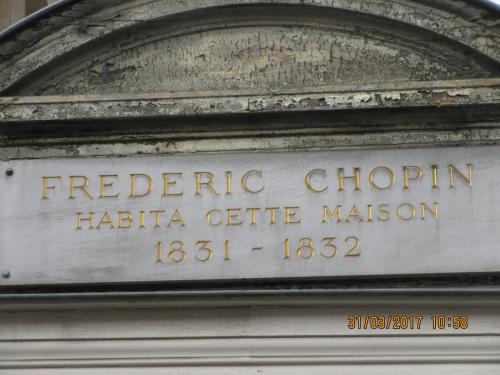 FREDERIC CHOPIN
HABITA CETTE MAISON
1831 - 1832
31/03/2017 10:58